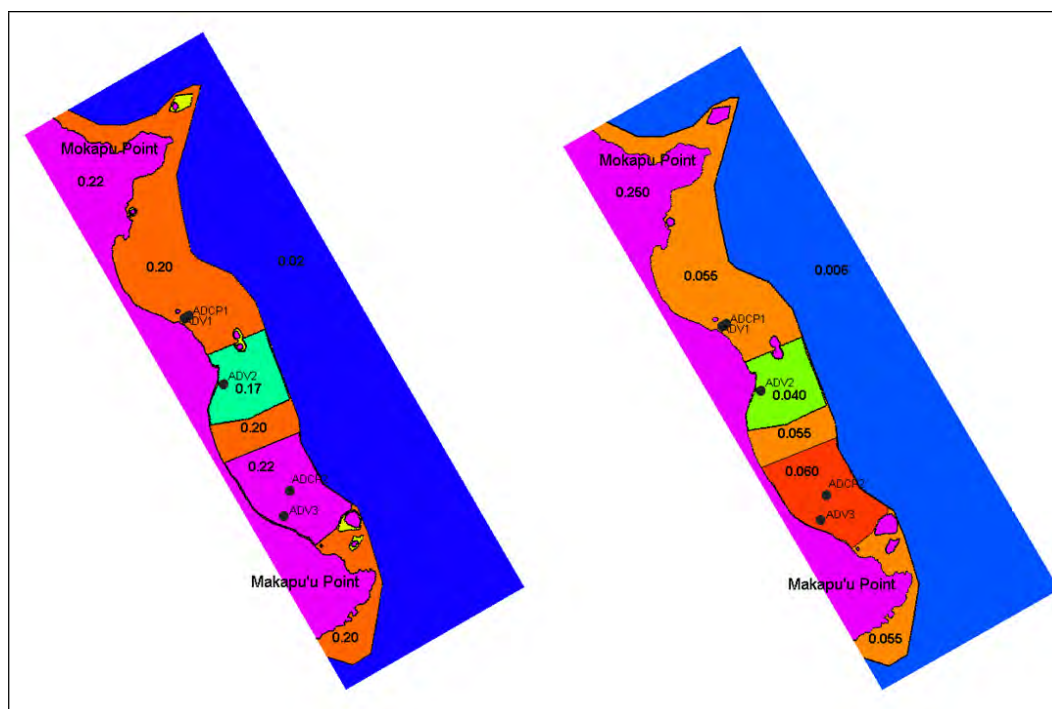 Mokapu Point
0.22
0.02
0.20
ADCP1
ADV1
ADV2
0.17
0.20
0.22
ADCP2
ADV3
Makapu'u Point
0.20
Mokapu Point
0.250
0.006
0.055
ADCP1
ADV1
ADV2
0.040
0.055
0.060
ADCP2
ADV3
Makapu'u Point
0.055